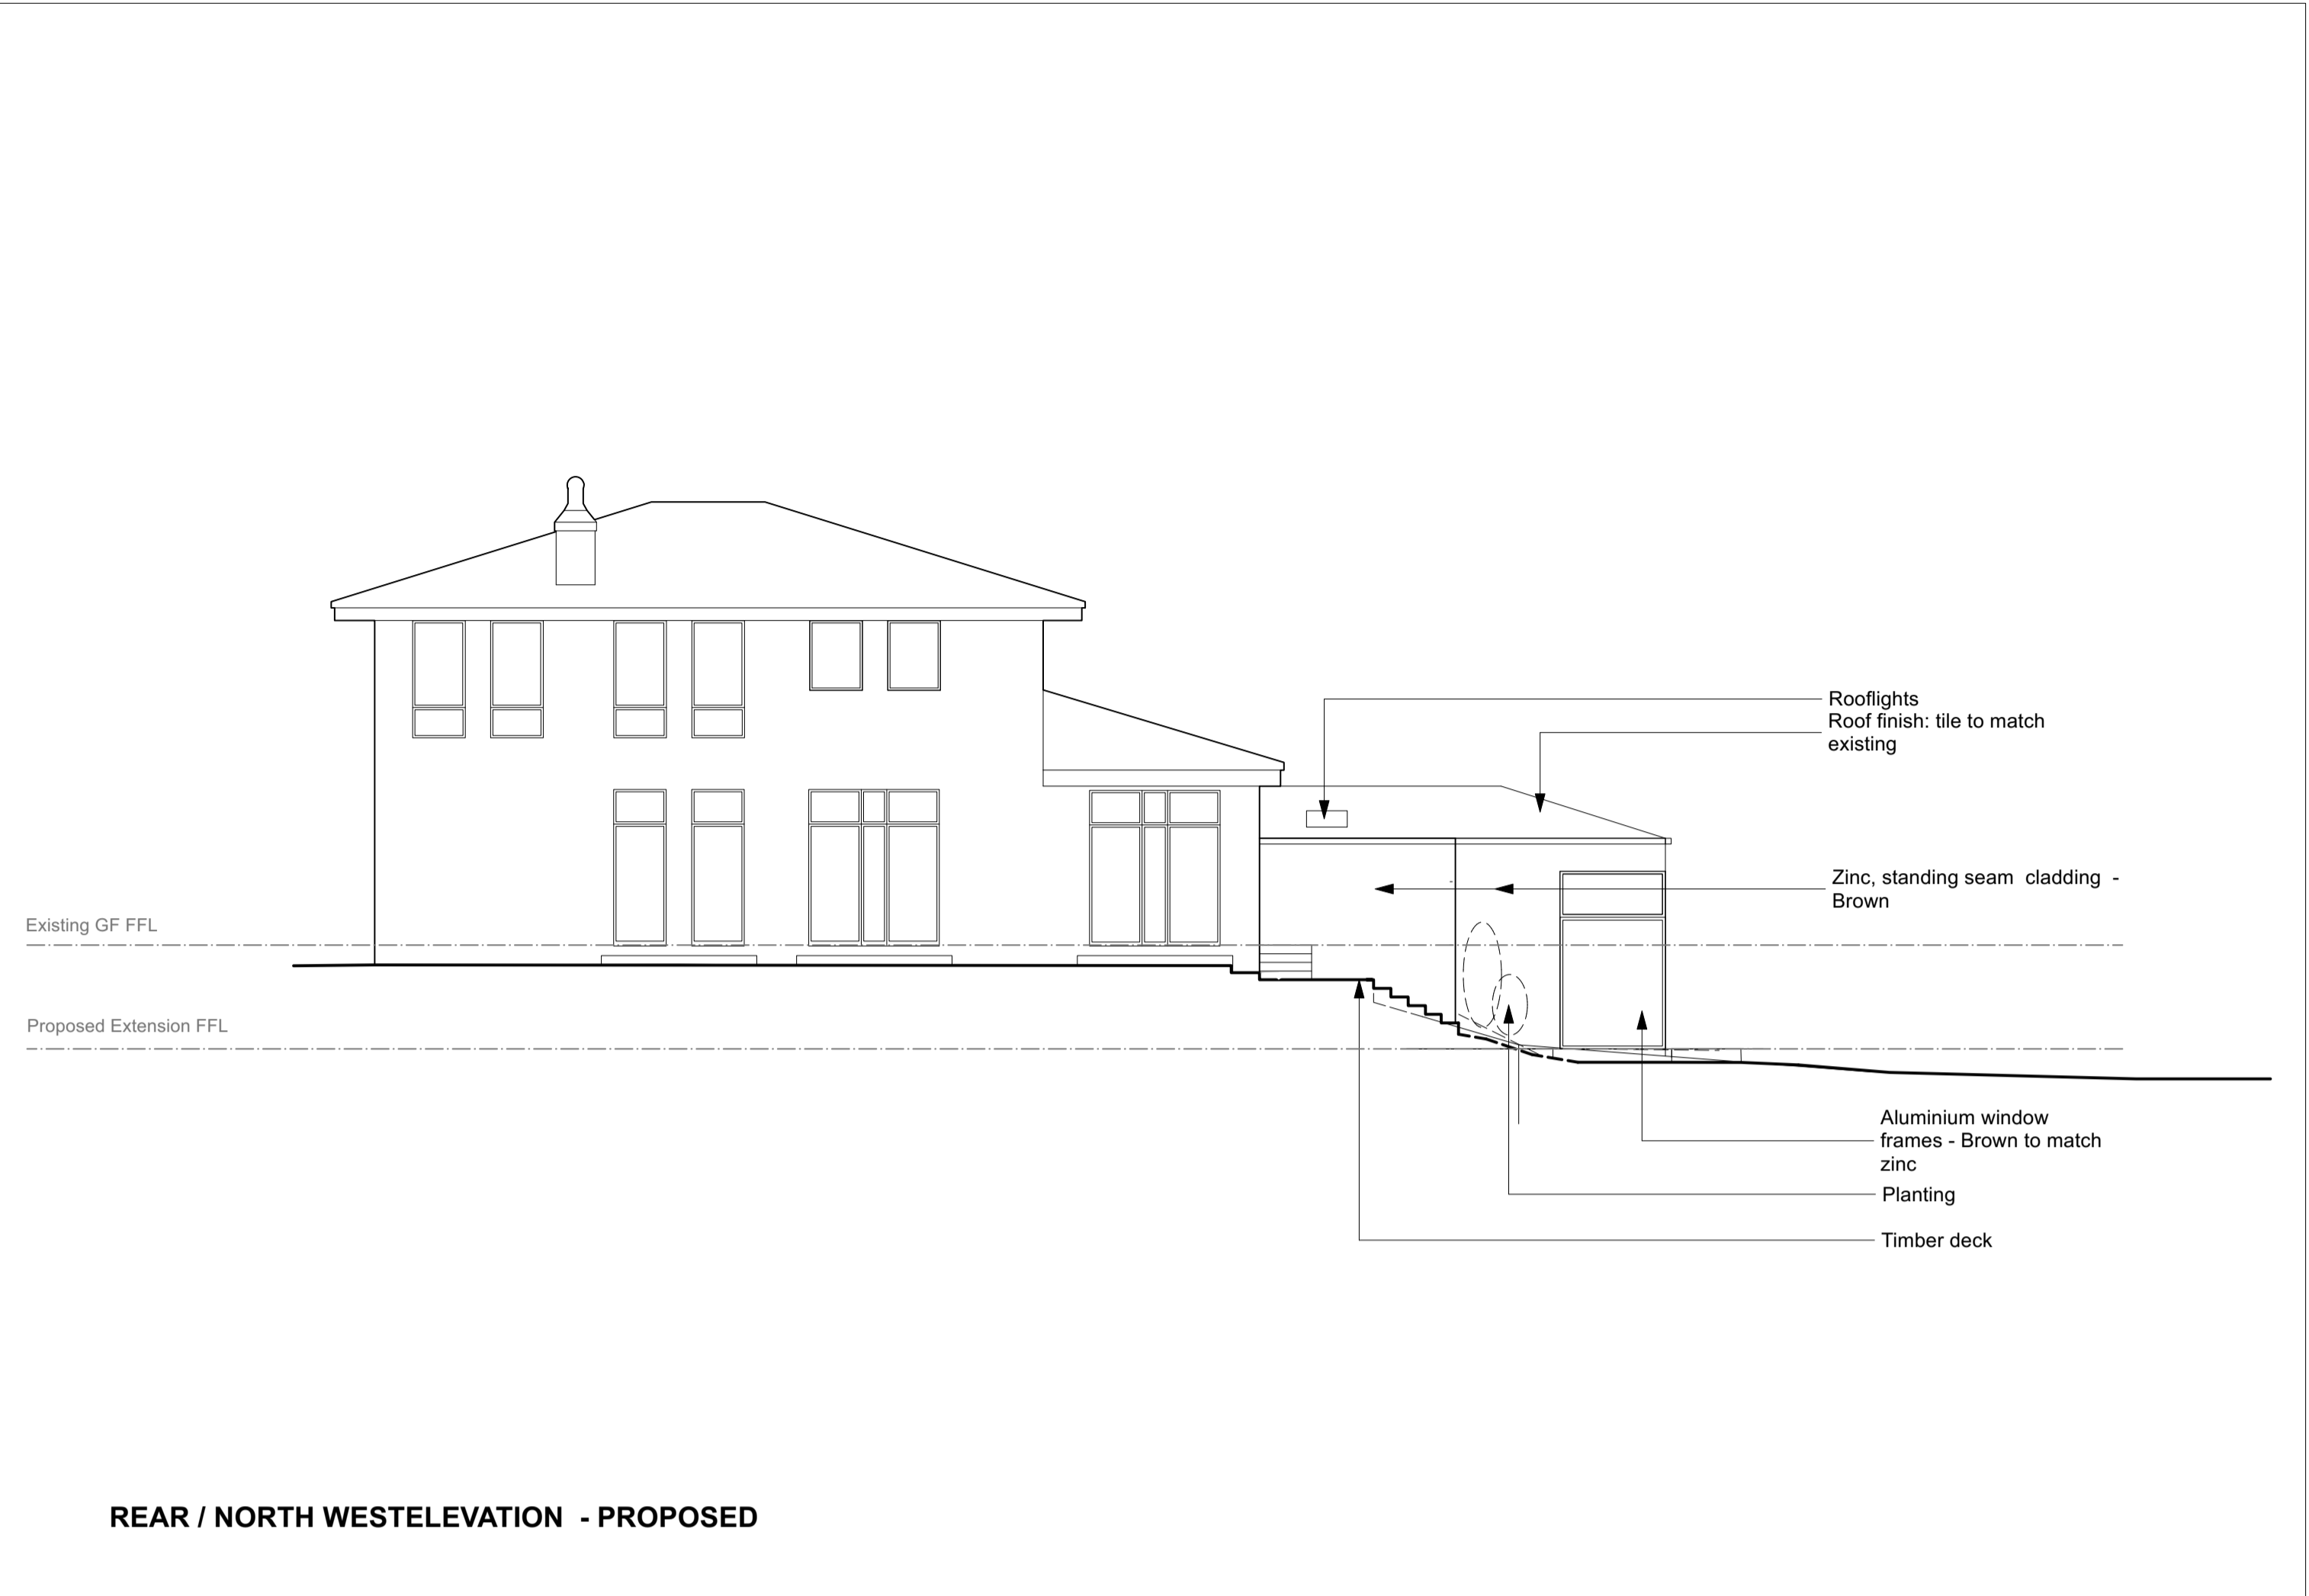 Rooflights
Roof finish: tile to match
existing
Zinc, standing seam  cladding  -
Brown
Existing GF FFL
Proposed Extension FFL
Aluminium window
frames - Brown to match
zinc
Planting
Timber deck
REAR / NORTH WESTELEVATION  - PROPOSED